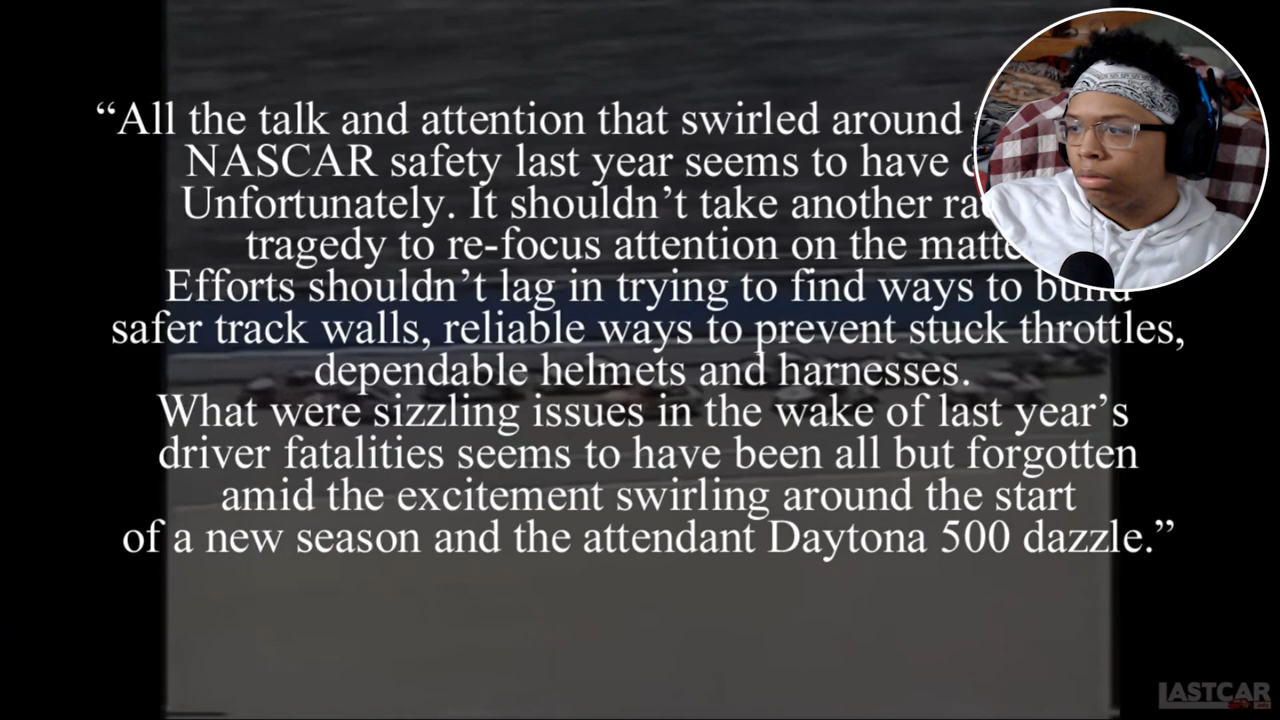 “All the talk and attention that swirled around
NASCAR safety last year seems to have
Unfortunately. It shouldn’t take another
tragedy to re-focus attention on the
Efforts shouldn’t lag in trying to find ways to build
safer track walls, reliable ways to prevent stuck throttles,
dependable helmets and harnesses.
What were sizzling issues in the wake of last year’s
driver fatalities seems to have been all but forgotten
amid the excitement swirling around the start
of a new season and the attendant Daytona 500 dazzle.”
LASTCAR